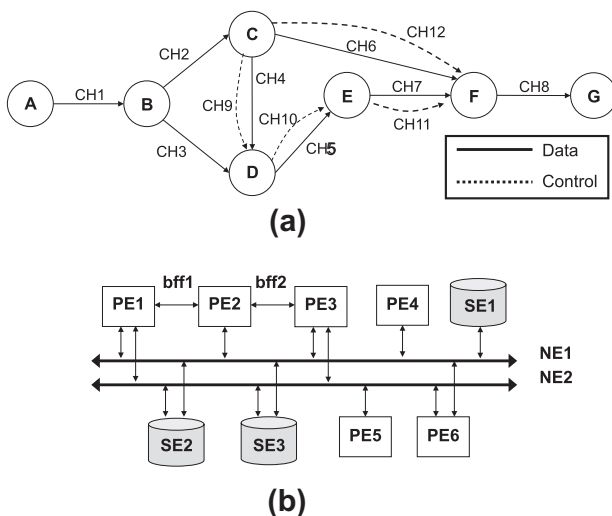 C
CH12
CH2
CH6
CH4
CH9
A
CH1
B
E
CH7
F
CH8
G
CH10
CH11
CH3
CH5
D
Data
Control
(a)
bff1
bff2
PE1
PE2
PE3
PE4
SE1
NE1
NE2
SE2
SE3
PE5
PE6
(b)